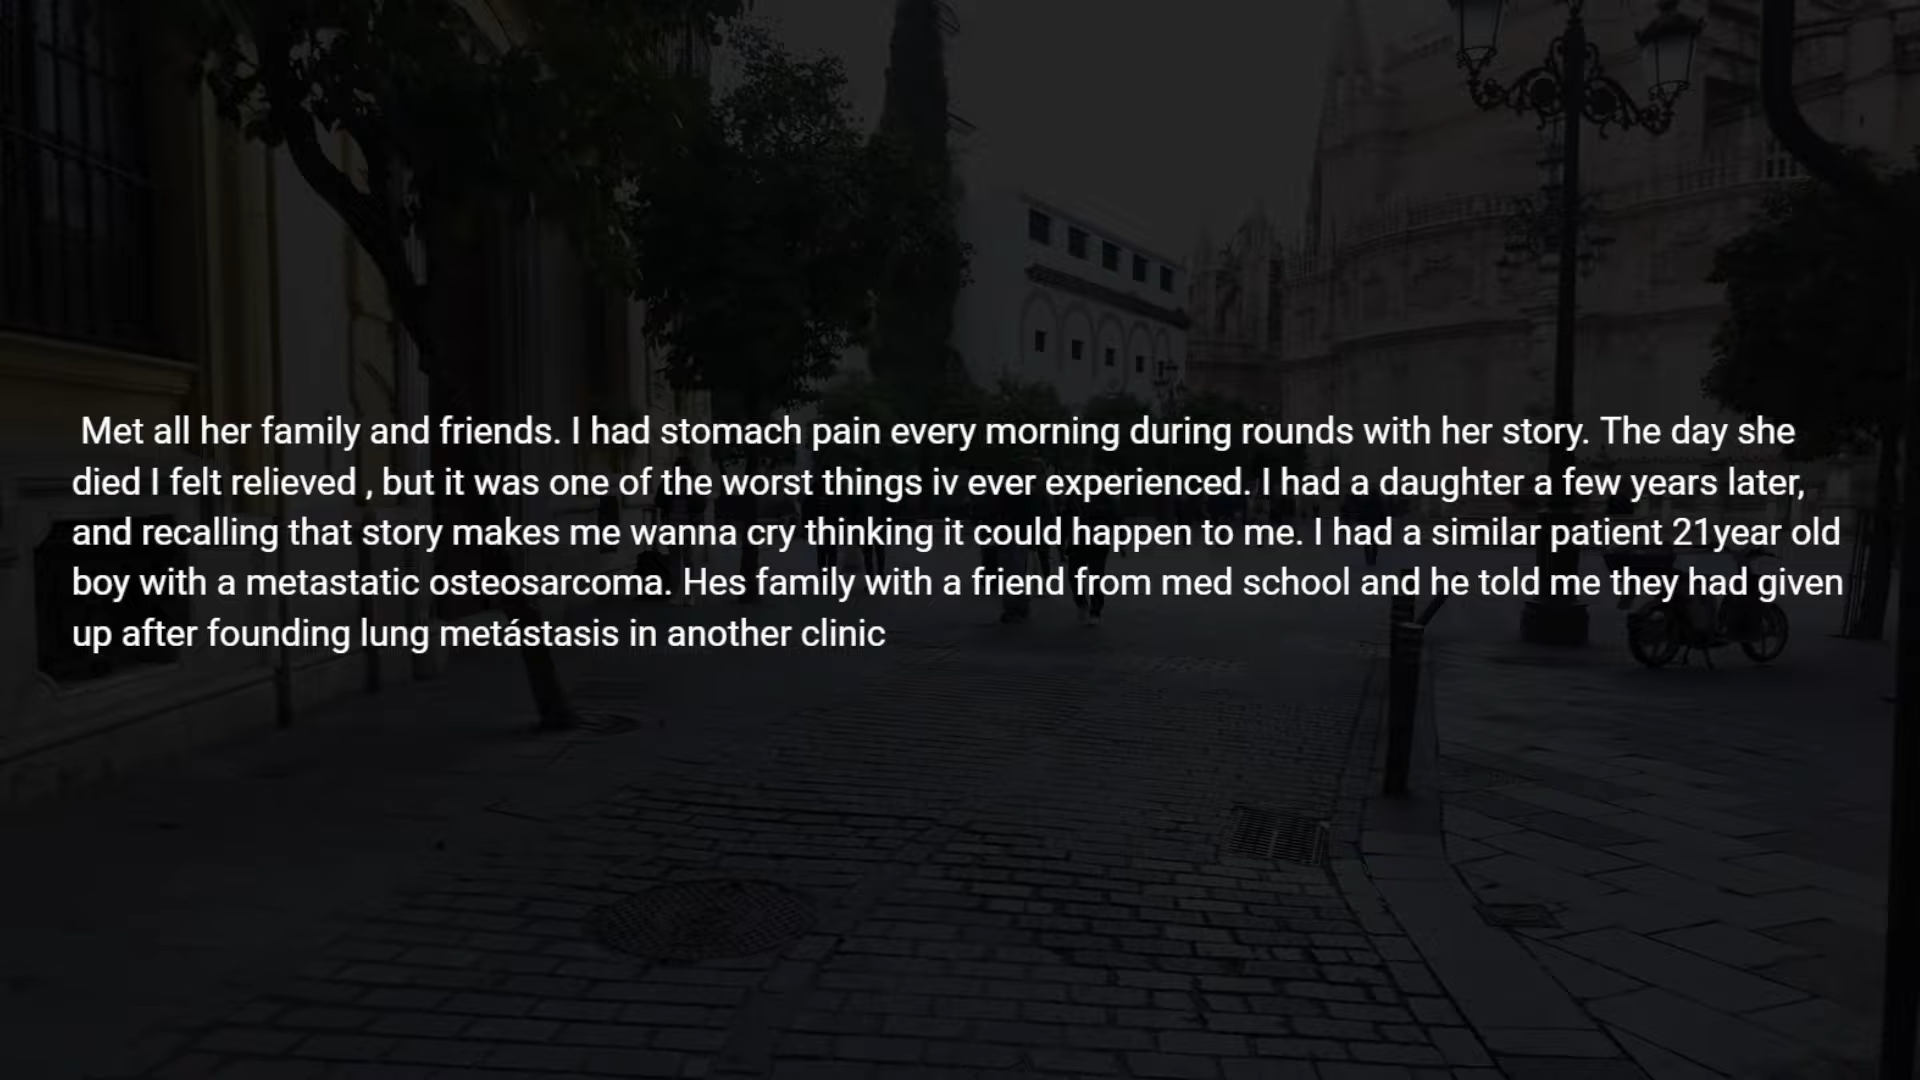 Met all her family and friends. I had stomach pain every morning during rounds with her story. The day she
died I felt relieved , but it was one of the worst things iv ever experienced. I had a daughter a few years later,
and recalling that story makes me wanna cry thinking it could happen to me. I had a similar patient 21year old
boy with a metastatic osteosarcoma. Hes family with a friend from med school and he told me they had given
up after founding lung metástasis in another clinic